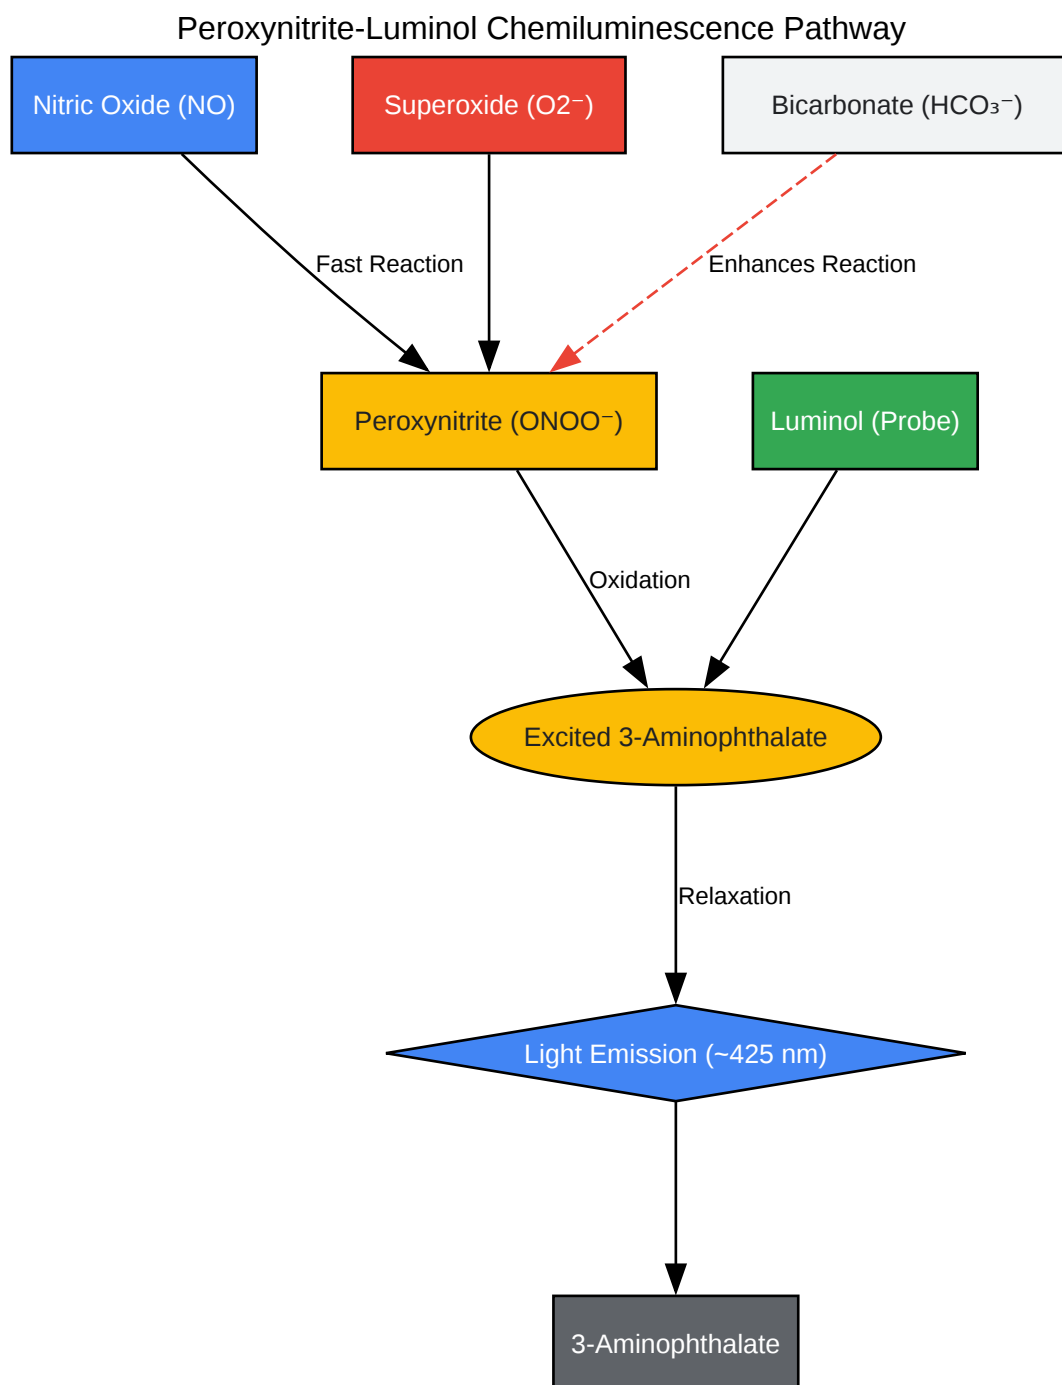 Peroxynitrite-Luminol Chemiluminescence Pathway
Nitric Oxide (NO)
Superoxide (O2⁻)
Bicarbonate (HCO₃⁻)
Fast Reaction
Enhances Reaction
Peroxynitrite (ONOO⁻)
Luminol (Probe)
Oxidation
Excited 3-Aminophthalate
Relaxation
Light Emission (~425 nm)
3-Aminophthalate